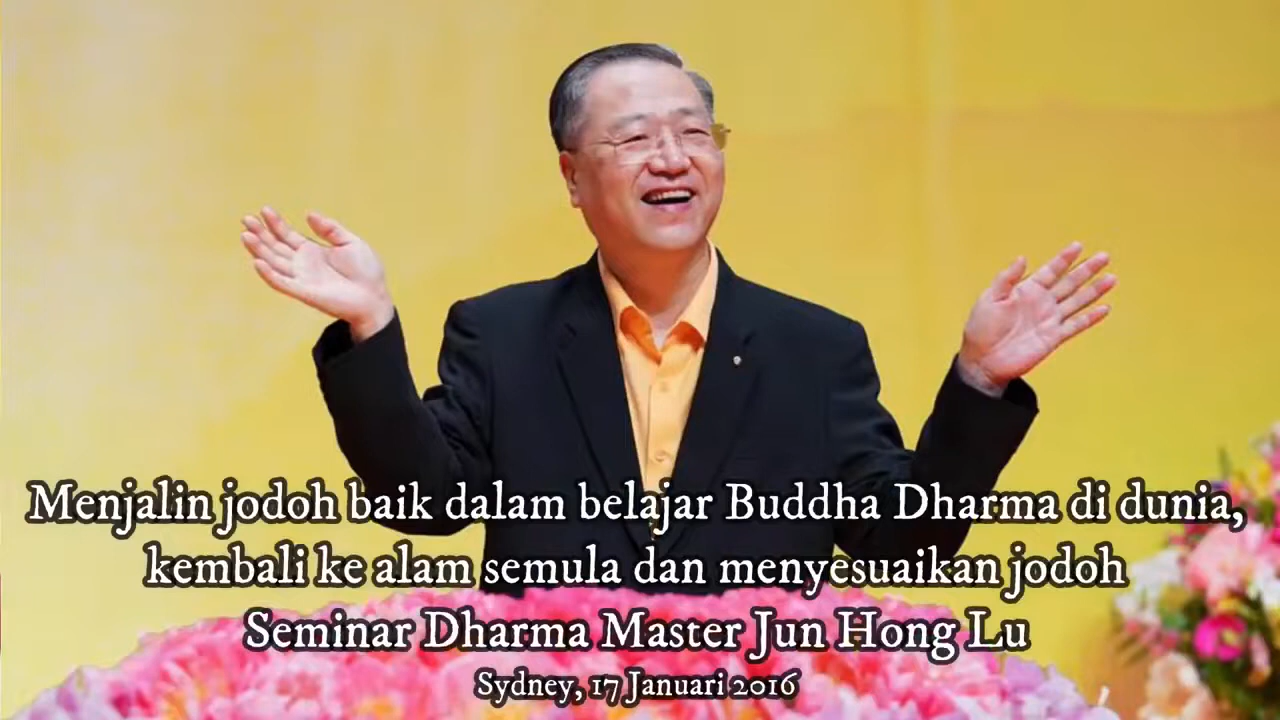 Menjalin jodoh baik dalam belajar Buddha Dharma di dunia,
kembali ke alam semula dan menyesuaikan jodoh
Seminar Dharma Master Jun Hong Lu
Sydney, 17 Januari 2016